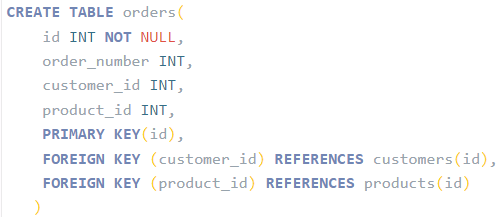 CREATE TABLE orders(
    id INT NOT NULL,
    order_number INT,
    customer_id INT,
    product_id INT,
    PRIMARY KEY(id),
    FOREIGN KEY (customer_id) REFERENCES customers(id),
    FOREIGN KEY (product_id) REFERENCES products(id)
   )